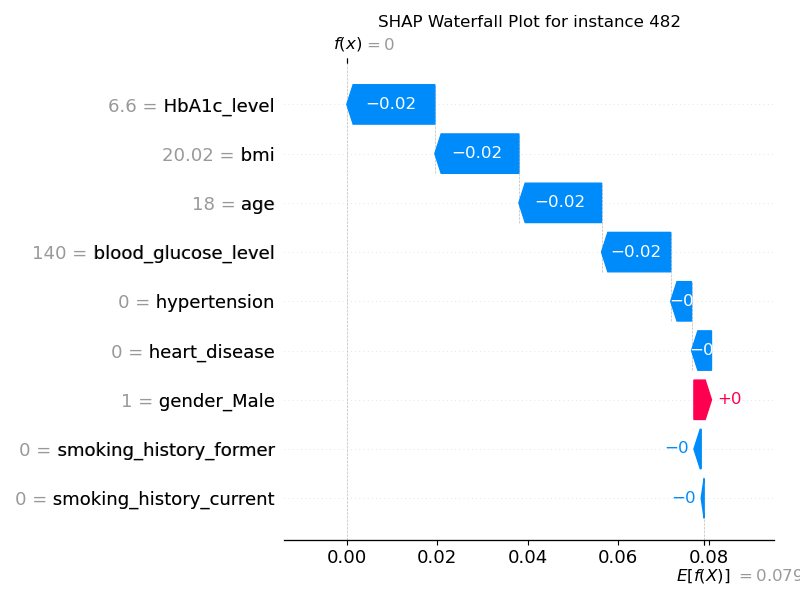 SHAP Waterfall Plot for instance 482
f(x) = 0
6.6 = HbA1c_level −0.02
20.02 = bmi −0.02
18 = age −0.02
140 = blood_glucose_level −0.02
0 = hypertension −0
0 = heart_disease −0
1 = gender_Male +0
0 = smoking_history_former −0
0 = smoking_history_current −0
0.00 0.02 0.04 0.06 0.08
E[f(X)] = 0.079